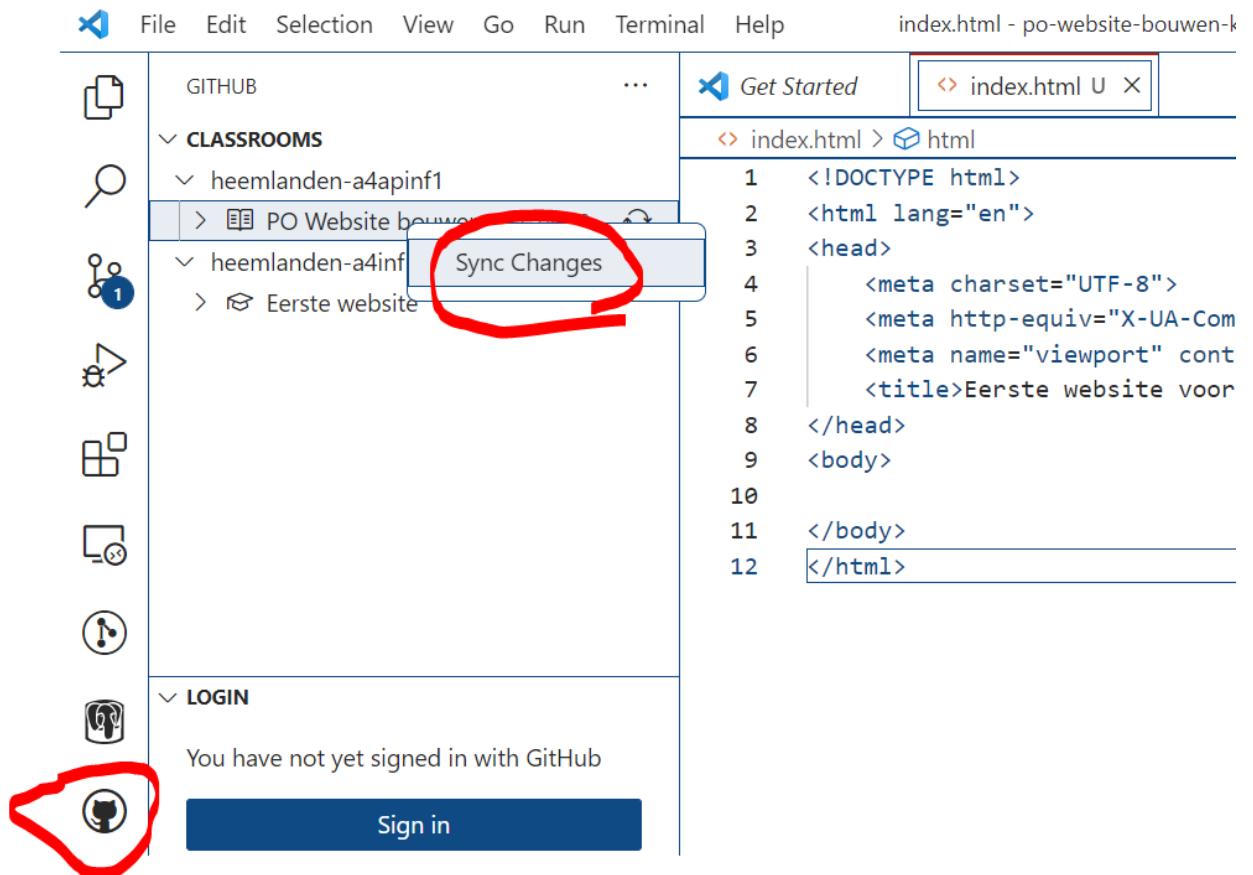 File Edit Selection View Go Run Terminal Help index.html - po-website-bouwen-k
GITHUB ...
Get Started
<> index.html U ×
CLASSROOMS
<> index.html > html
heemlanden-a4apinf1
PO Website
heemlanden-a4inf
Sync Changes
Eerste website
1
1 <!DOCTYPE html>
2 <html lang="en">
3 <head>
4 <meta charset="UTF-8">
5 <meta http-equiv="X-UA-Com
6 <meta name="viewport" cont
7 <title>Eerste website voor
8 </head>
9 <body>
10
11 </body>
12 </html>
LOGIN
You have not yet signed in with GitHub
Sign in